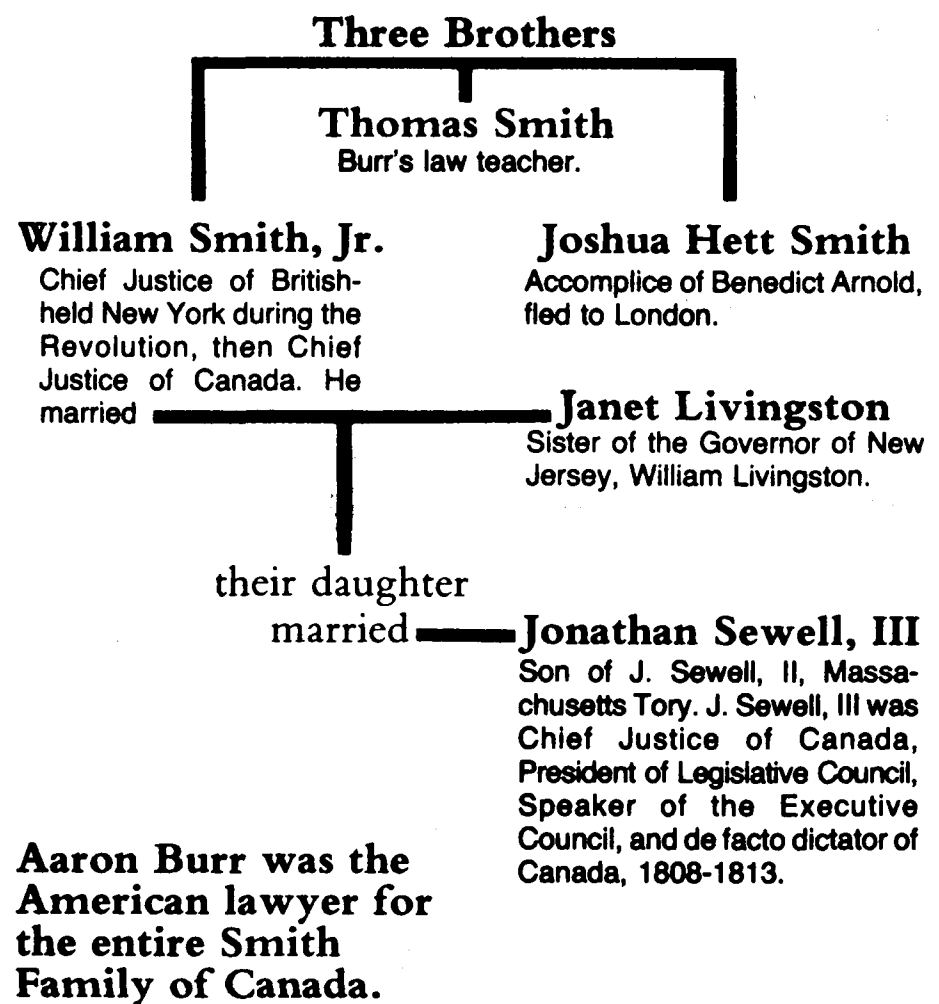 Three Brothers
Thomas Smith
Burr's law teacher.
William Smith, Jr.
Chief Justice of British-
held New York during the
Revolution, then Chief
Justice of Canada. He
married
Joshua Hett Smith
Accomplice of Benedict Arnold,
fled to London.
Janet Livingston
Sister of the Governor of New
Jersey, William Livingston.
their daughter
married
Jonathan Sewell, III
Son of J. Sewell, II, Massa-
chusetts Tory. J. Sewell, III was
Chief Justice of Canada,
President of Legislative Council,
Speaker of the Executive
Council, and de facto dictator of
Canada, 1808-1813.
Aaron Burr was the
American lawyer for
the entire Smith
Family of Canada.